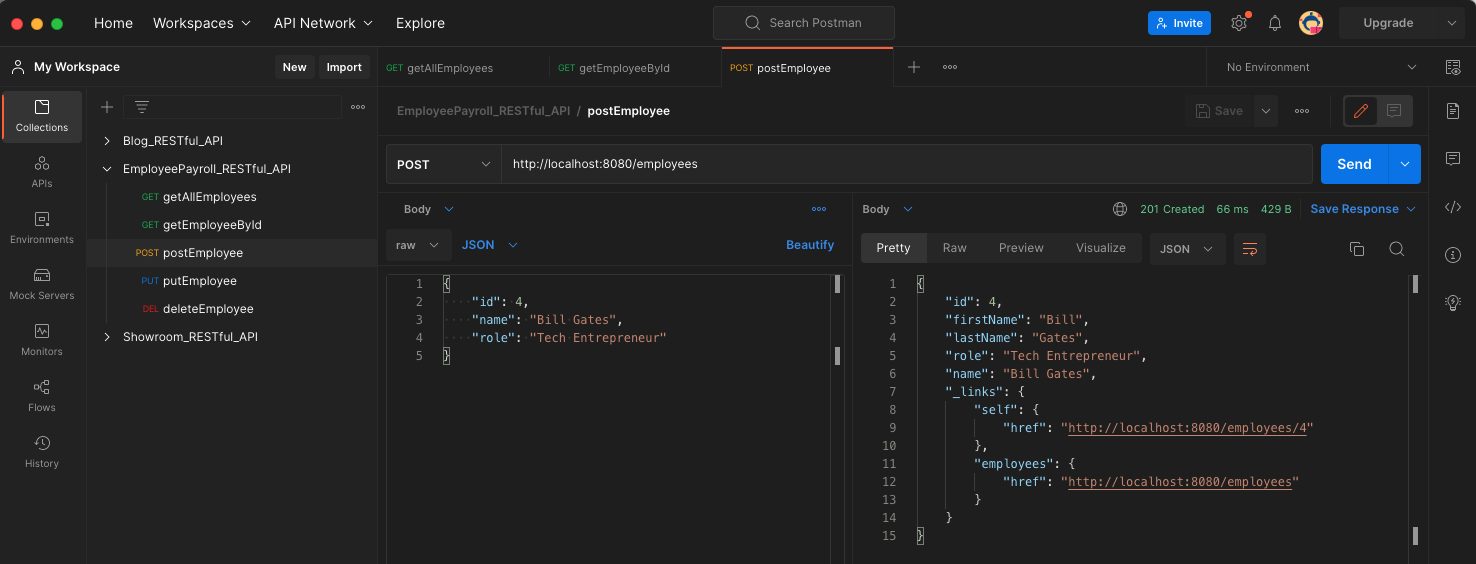 Home Workspaces API Network Explore Search Postman Invite Upgrade
My Workspace New Import
GET getAllEmployees GET getEmployeeById POST postEmployee No Environment
Collections
APIs
Environments
Mock Servers
Monitors
Flows
History
Blog_RESTful_API
EmployeePayroll_RESTful_API
GET getAllEmployees
GET getEmployeeById
POST postEmployee
PUT putEmployee
DEL deleteEmployee
Showroom_RESTful_API
EmployeePayroll_RESTful_API / postEmployee Save
POST http://localhost:8080/employees Send
Body
raw JSON Beautify
1 {
2 "id": 4,
3 "name": "Bill Gates",
4 "role": "Tech Entrepreneur"
5 }
Body 201 Created 66 ms 429 B Save Response
Pretty Raw Preview Visualize JSON
1 {
2 "id": 4,
3 "firstName": "Bill",
4 "lastName": "Gates",
5 "role": "Tech Entrepreneur",
6 "name": "Bill Gates",
7 "_links": {
8 "self": {
9 "href": "http://localhost:8080/employees/4"
10 },
11 "employees": {
12 "href": "http://localhost:8080/employees"
13 }
14 }
15 }